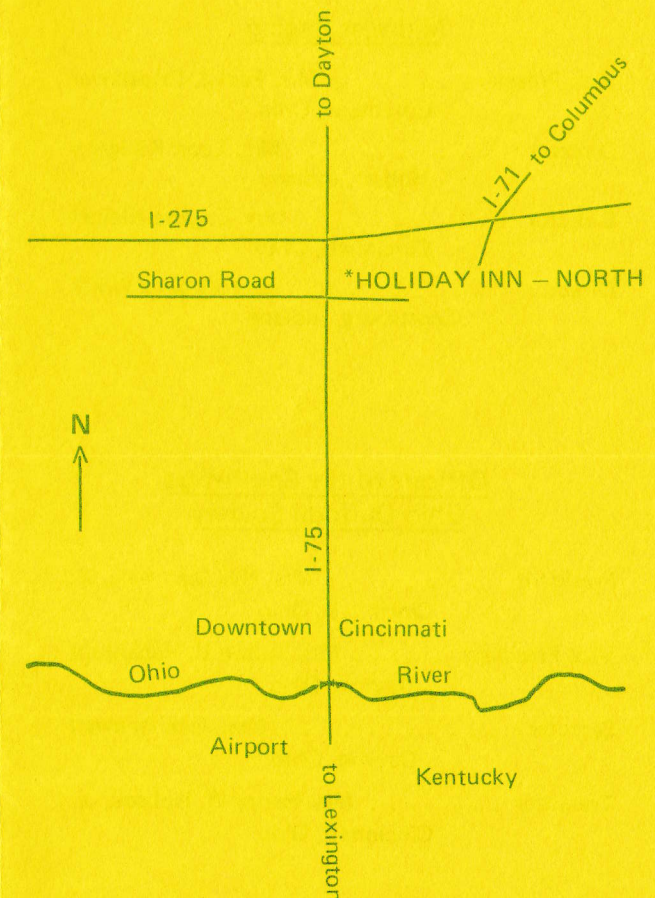 to Dayton
I-71 to Columbus
I-275
Sharon Road
*HOLIDAY INN — NORTH
N
I-75
Downtown Cincinnati
Ohio River
Airport
Kentucky
to Lexington